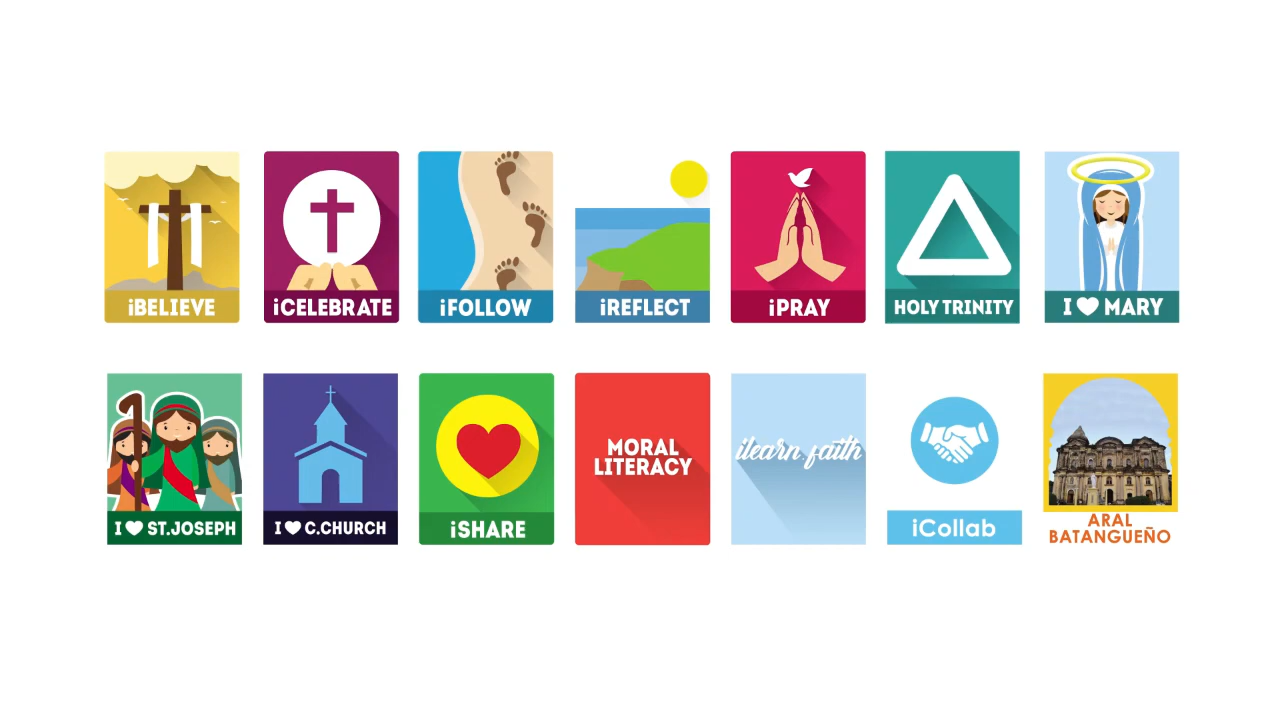 iBELIEVE
iCELEBRATE
iFOLLOW
iREFLECT
iPRAY
HOLY TRINITY
I MARY
I ST.JOSEPH
I C.CHURCH
iSHARE
MORAL
LITERACY
ilearn.faith
iCollab
ARAL
BATANGUEÑO